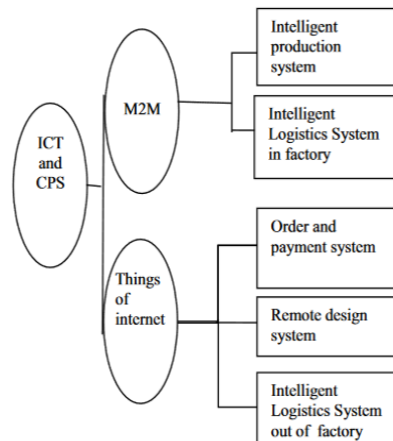 ICT
and
CPS
M2M
Intelligent
production
system
Intelligent
Logistics System
in factory
Things
of
internet
Order and
payment system
Remote design
system
Intelligent
Logistics System
out of factory